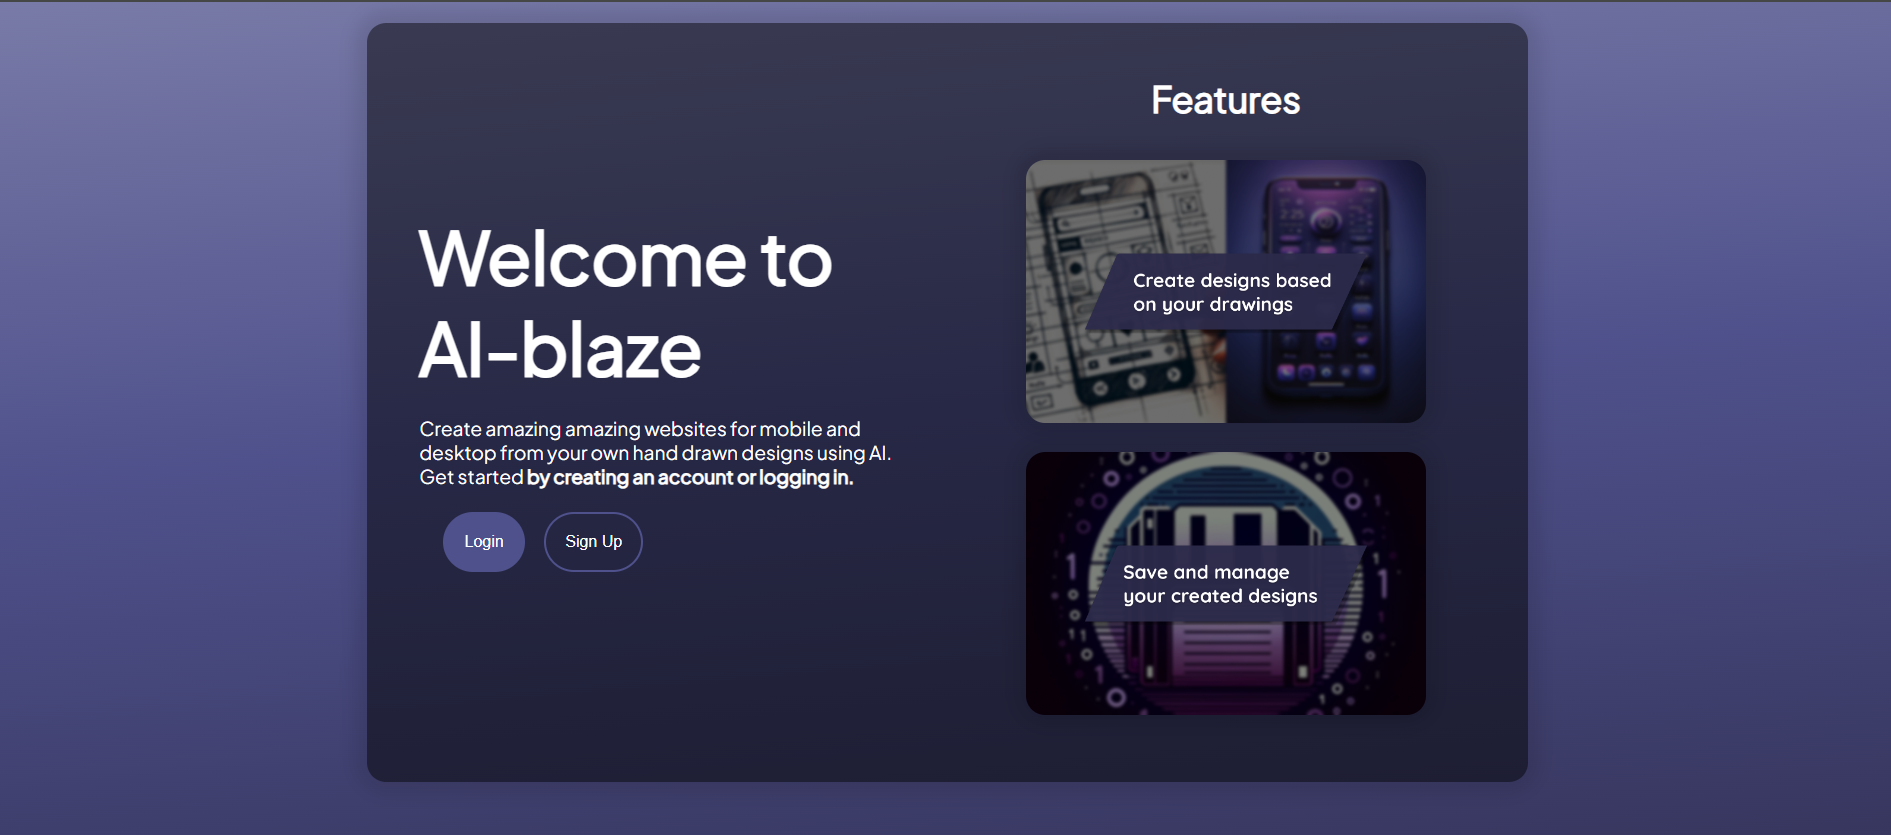 Welcome to
AI-blaze
Create amazing amazing websites for mobile and
desktop from your own hand drawn designs using AI.
Get started by creating an account or logging in.
Login
Sign Up
Features
2:25
Create designs based
on your drawings
Save and manage
your created designs